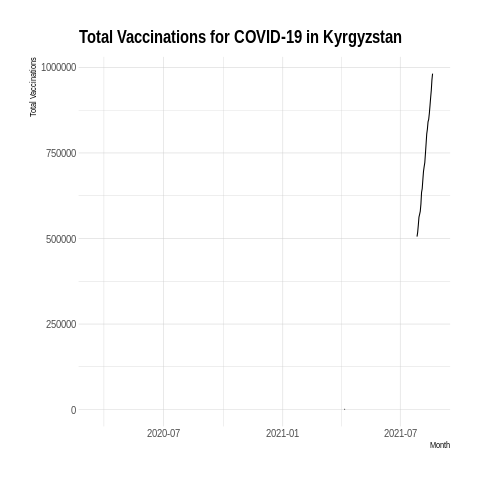 Total Vaccinations for COVID-19 in Kyrgyzstan
Total Vaccinations
1000000
750000
500000
250000
0
2020-07 2021-01 2021-07
Month